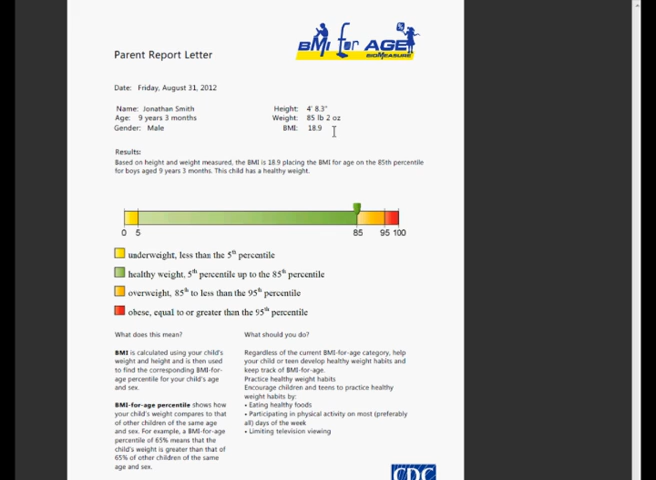 Parent Report Letter
BMI for AGE
BIOMEASURE
Date: Friday, August 31, 2012
Name: Jonathan Smith
Age: 9 years 3 months
Gender: Male
Height: 4' 8.3"
Weight: 85 lb 2 oz
BMI: 18.9
Results:
Based on height and weight measured, the BMI is 18.9 placing the BMI for age on the 85th percentile
for boys aged 9 years 3 months. This child has a healthy weight.
0 5 85 95 100
underweight, less than the 5th percentile
healthy weight, 5th percentile up to the 85th percentile
overweight, 85th to less than the 95th percentile
obese, equal to or greater than the 95th percentile
What does this mean?
BMI is calculated using your child's
weight and height and is then used
to find the corresponding BMI-for-
age percentile for your child's age
and sex.
BMI-for-age percentile shows how
your child's weight compares to that
of other children of the same age
and sex. For example, a BMI-for-age
percentile of 65% means that the
child's weight is greater than that of
65% of other children of the same
age and sex.
What should you do?
Regardless of the current BMI-for-age category, help
your child or teen develop healthy weight habits and
keep track of BMI-for-age.
Practice healthy weight habits
Encourage children and teens to practice healthy
weight habits by:
• Eating healthy foods
• Participating in physical activity on most (preferably
all) days of the week
• Limiting television viewing
CDC